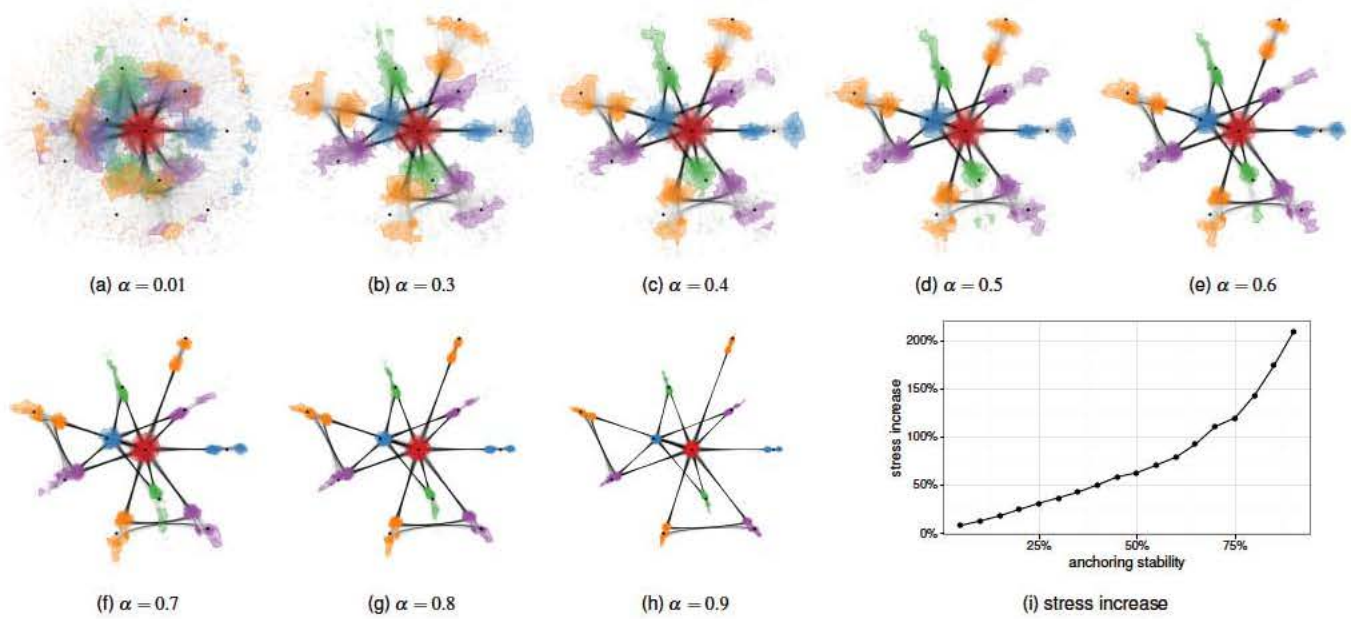 (a) α = 0.01
(b) α = 0.3
(c) α = 0.4
(d) α = 0.5
(e) α = 0.6
(f) α = 0.7
(g) α = 0.8
(h) α = 0.9
stress increase
200%
150%
100%
50%
0%
25%
50%
75%
anchoring stability
(i) stress increase